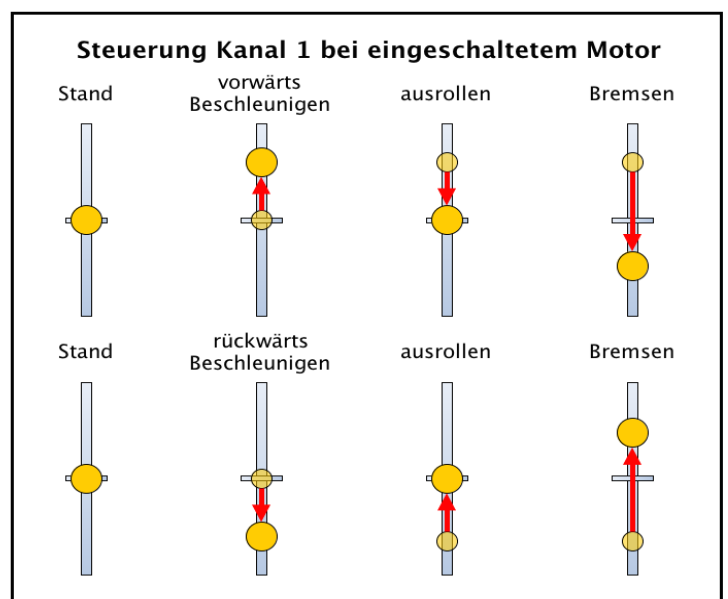 Steuerung Kanal 1 bei eingeschaltetem Motor
Stand
vorwärts
Beschleunigen
ausrollen
Bremsen
Stand
rückwärts
Beschleunigen
ausrollen
Bremsen